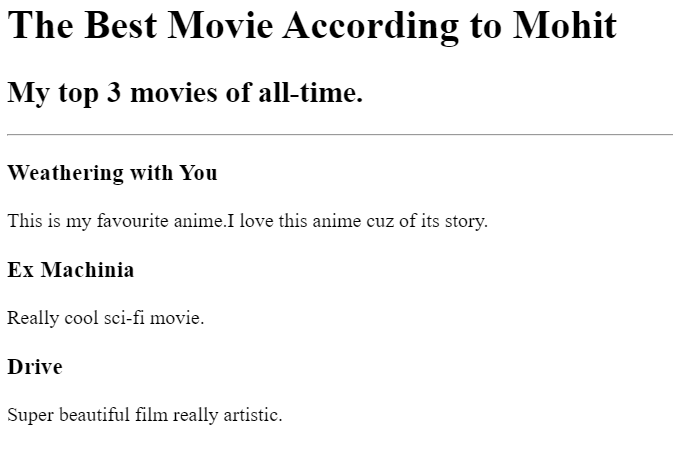 The Best Movie According to Mohit
My top 3 movies of all-time.
Weathering with You
This is my favourite anime.I love this anime cuz of its story.
Ex Machinia
Really cool sci-fi movie.
Drive
Super beautiful film really artistic.